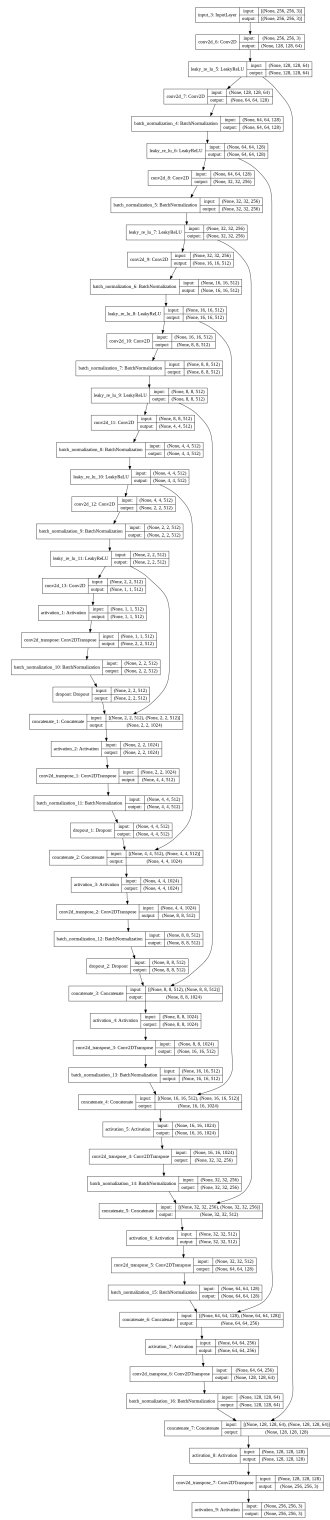 input_3: InputLayer input: [(None, 256, 256, 3)]
output: [(None, 256, 256, 3)]
conv2d_6: Conv2D input: (None, 256, 256, 3)
output: (None, 128, 128, 64)
leaky_re_lu_5: LeakyReLU input: (None, 128, 128, 64)
output: (None, 128, 128, 64)
conv2d_7: Conv2D input: (None, 128, 128, 64)
output: (None, 64, 64, 128)
batch_normalization_4: BatchNormalization input: (None, 64, 64, 128)
output: (None, 64, 64, 128)
leaky_re_lu_6: LeakyReLU input: (None, 64, 64, 128)
output: (None, 64, 64, 128)
conv2d_8: Conv2D input: (None, 64, 64, 128)
output: (None, 32, 32, 256)
batch_normalization_5: BatchNormalization input: (None, 32, 32, 256)
output: (None, 32, 32, 256)
leaky_re_lu_7: LeakyReLU input: (None, 32, 32, 256)
output: (None, 32, 32, 256)
conv2d_9: Conv2D input: (None, 32, 32, 256)
output: (None, 16, 16, 512)
batch_normalization_6: BatchNormalization input: (None, 16, 16, 512)
output: (None, 16, 16, 512)
leaky_re_lu_8: LeakyReLU input: (None, 16, 16, 512)
output: (None, 16, 16, 512)
conv2d_10: Conv2D input: (None, 16, 16, 512)
output: (None, 8, 8, 512)
batch_normalization_7: BatchNormalization input: (None, 8, 8, 512)
output: (None, 8, 8, 512)
leaky_re_lu_9: LeakyReLU input: (None, 8, 8, 512)
output: (None, 8, 8, 512)
conv2d_11: Conv2D input: (None, 8, 8, 512)
output: (None, 4, 4, 512)
batch_normalization_8: BatchNormalization input: (None, 4, 4, 512)
output: (None, 4, 4, 512)
leaky_re_lu_10: LeakyReLU input: (None, 4, 4, 512)
output: (None, 4, 4, 512)
conv2d_12: Conv2D input: (None, 4, 4, 512)
output: (None, 2, 2, 512)
batch_normalization_9: BatchNormalization input: (None, 2, 2, 512)
output: (None, 2, 2, 512)
leaky_re_lu_11: LeakyReLU input: (None, 2, 2, 512)
output: (None, 2, 2, 512)
conv2d_13: Conv2D input: (None, 2, 2, 512)
output: (None, 1, 1, 512)
activation_1: Activation input: (None, 1, 1, 512)
output: (None, 1, 1, 512)
conv2d_transpose: Conv2DTranspose input: (None, 1, 1, 512)
output: (None, 2, 2, 512)
batch_normalization_10: BatchNormalization input: (None, 2, 2, 512)
output: (None, 2, 2, 512)
dropout: Dropout input: (None, 2, 2, 512)
output: (None, 2, 2, 512)
concatenate_1: Concatenate input: [(None, 2, 2, 512), (None, 2, 2, 512)]
output: (None, 2, 2, 1024)
activation_2: Activation input: (None, 2, 2, 1024)
output: (None, 2, 2, 1024)
conv2d_transpose_1: Conv2DTranspose input: (None, 2, 2, 1024)
output: (None, 4, 4, 512)
batch_normalization_11: BatchNormalization input: (None, 4, 4, 512)
output: (None, 4, 4, 512)
dropout_1: Dropout input: (None, 4, 4, 512)
output: (None, 4, 4, 512)
concatenate_2: Concatenate input: [(None, 4, 4, 512), (None, 4, 4, 512)]
output: (None, 4, 4, 1024)
activation_3: Activation input: (None, 4, 4, 1024)
output: (None, 4, 4, 1024)
conv2d_transpose_2: Conv2DTranspose input: (None, 4, 4, 1024)
output: (None, 8, 8, 512)
batch_normalization_12: BatchNormalization input: (None, 8, 8, 512)
output: (None, 8, 8, 512)
dropout_2: Dropout input: (None, 8, 8, 512)
output: (None, 8, 8, 512)
concatenate_3: Concatenate input: [(None, 8, 8, 512), (None, 8, 8, 512)]
output: (None, 8, 8, 1024)
activation_4: Activation input: (None, 8, 8, 1024)
output: (None, 8, 8, 1024)
conv2d_transpose_3: Conv2DTranspose input: (None, 8, 8, 1024)
output: (None, 16, 16, 512)
batch_normalization_13: BatchNormalization input: (None, 16, 16, 512)
output: (None, 16, 16, 512)
concatenate_4: Concatenate input: [(None, 16, 16, 512), (None, 16, 16, 512)]
output: (None, 16, 16, 1024)
activation_5: Activation input: (None, 16, 16, 1024)
output: (None, 16, 16, 1024)
conv2d_transpose_4: Conv2DTranspose input: (None, 16, 16, 1024)
output: (None, 32, 32, 256)
batch_normalization_14: BatchNormalization input: (None, 32, 32, 256)
output: (None, 32, 32, 256)
concatenate_5: Concatenate input: [(None, 32, 32, 256), (None, 32, 32, 256)]
output: (None, 32, 32, 512)
activation_6: Activation input: (None, 32, 32, 512)
output: (None, 32, 32, 512)
conv2d_transpose_5: Conv2DTranspose input: (None, 32, 32, 512)
output: (None, 64, 64, 128)
batch_normalization_15: BatchNormalization input: (None, 64, 64, 128)
output: (None, 64, 64, 128)
concatenate_6: Concatenate input: [(None, 64, 64, 128), (None, 64, 64, 128)]
output: (None, 64, 64, 256)
activation_7: Activation input: (None, 64, 64, 256)
output: (None, 64, 64, 256)
conv2d_transpose_6: Conv2DTranspose input: (None, 64, 64, 256)
output: (None, 128, 128, 64)
batch_normalization_16: BatchNormalization input: (None, 128, 128, 64)
output: (None, 128, 128, 64)
concatenate_7: Concatenate input: [(None, 128, 128, 64), (None, 128, 128, 64)]
output: (None, 128, 128, 128)
activation_8: Activation input: (None, 128, 128, 128)
output: (None, 128, 128, 128)
conv2d_transpose_7: Conv2DTranspose input: (None, 128, 128, 128)
output: (None, 256, 256, 3)
activation_9: Activation input: (None, 256, 256, 3)
output: (None, 256, 256, 3)